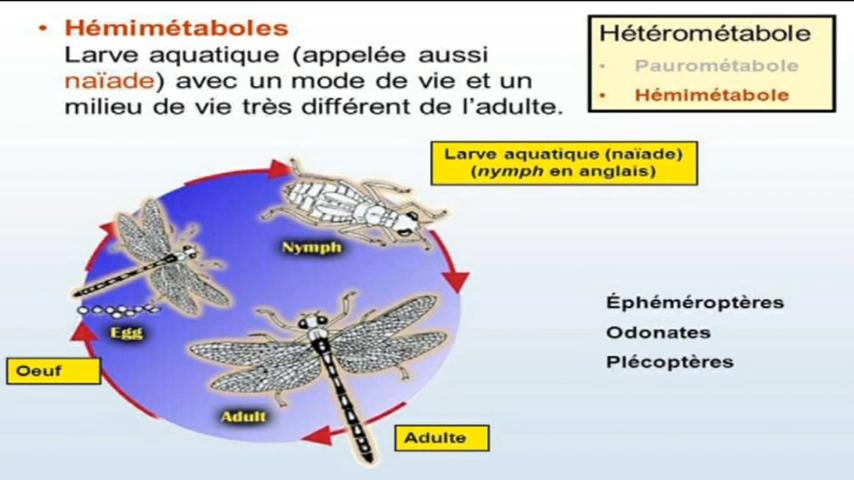 • Hémimétaboles
Larve aquatique (appelée aussi
naïade) avec un mode de vie et un
milieu de vie très différent de l'adulte.
Hétérométabole
• Paurométabole
• Hémimétabole
Larve aquatique (naïade)
(nymph en anglais)
Nymph
Egg
Oeuf
Adult
Adulte
Éphéméroptères
Odonates
Plécoptères